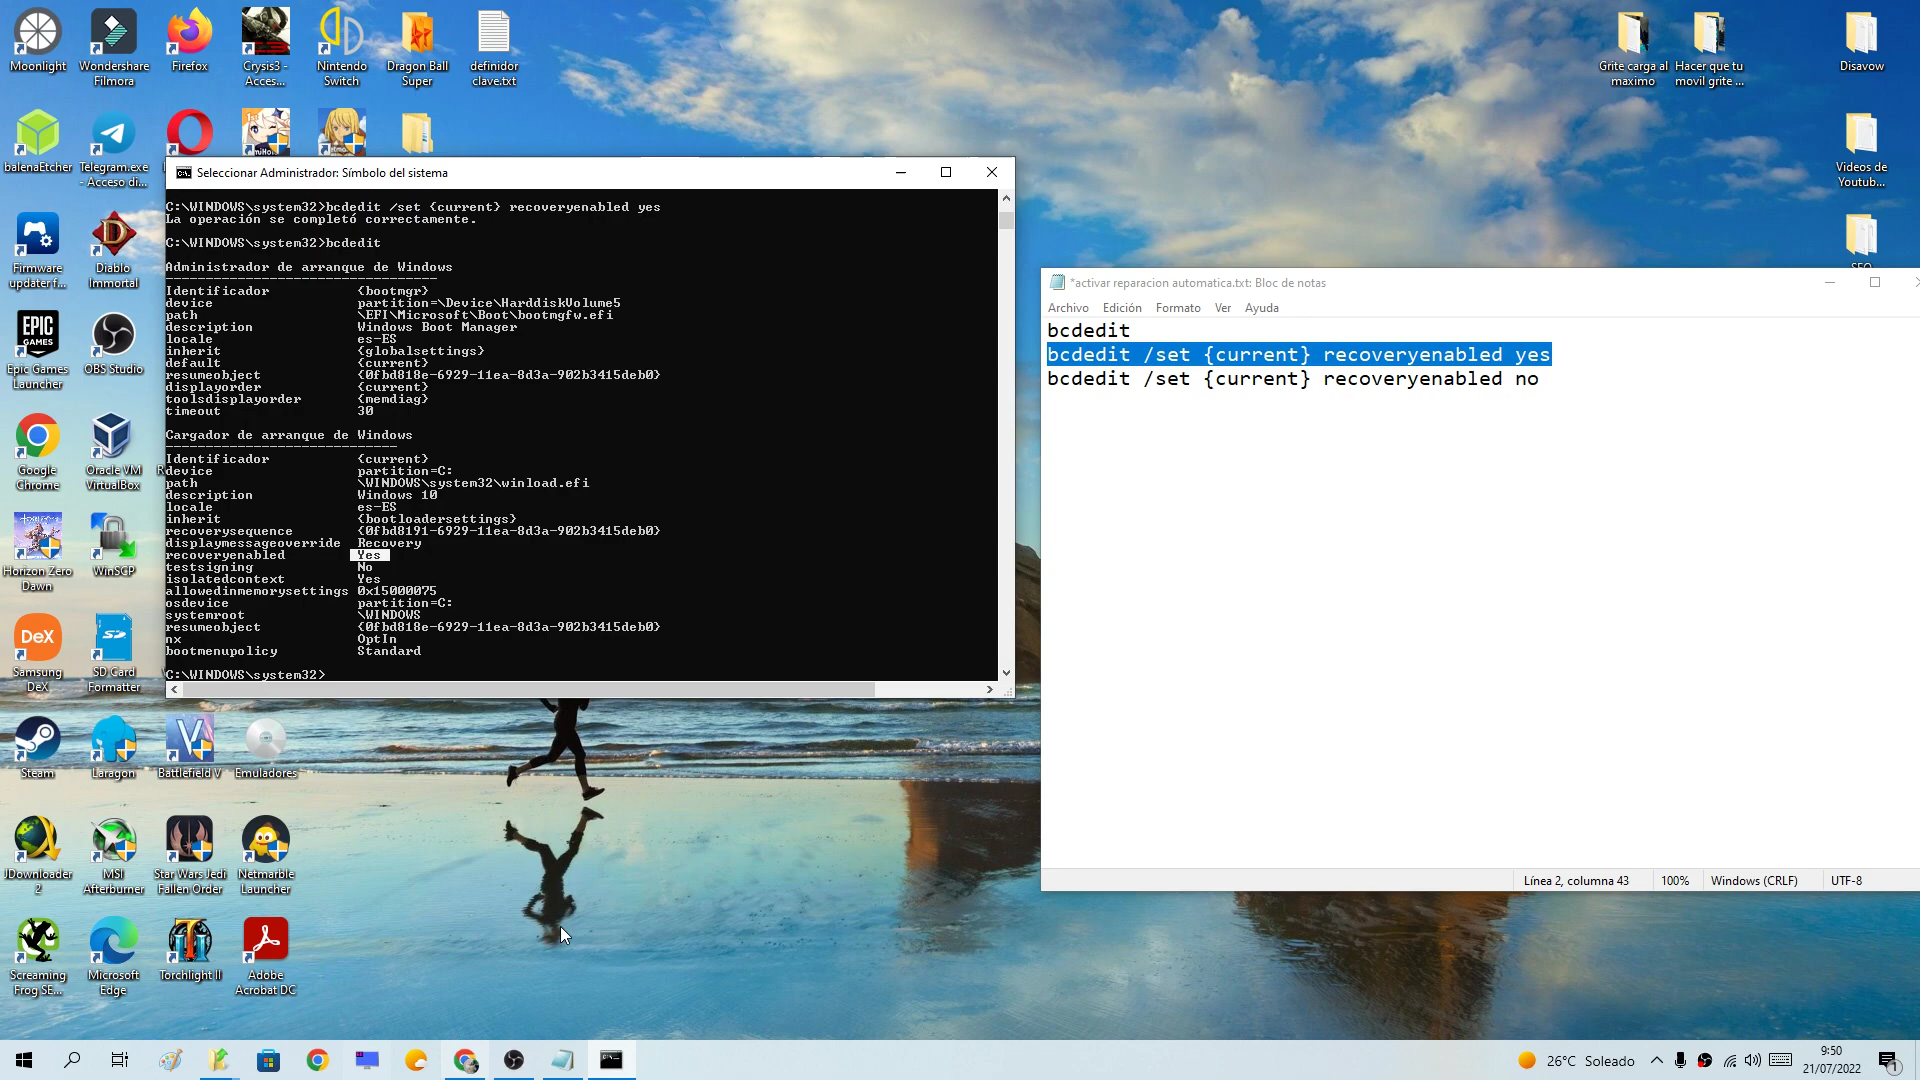 Moonlight
Wondershare Filmora
Firefox
Crysis3 - Acces...
Nintendo Switch
Dragon Ball Super
definidor clave.txt
Grite carga al maximo
Hacer que tu movil grite ...
Disavow
balenaEtcher
Telegram.exe - Acceso di...
Videos de Youtub...
Firmware updater f...
Diablo Immortal
Epic Games Launcher
OBS Studio
Google Chrome
Oracle VM VirtualBox
Horizon Zero Dawn
WinSCP
Samsung DeX
SD Card Formatter
Steam
Laragon
Battlefield V
Emuladores
JDownloader 2
MSI Afterburner
Star Wars Jedi Fallen Order
Netmarble Launcher
Screaming Frog SE...
Microsoft Edge
Torchlight II
Adobe Acrobat DC
Seleccionar Administrador: Símbolo del sistema
C:\WINDOWS\system32>bcdedit /set {current} recoveryenabled yes
La operación se completó correctamente.
C:\WINDOWS\system32>bcdedit
Administrador de arranque de Windows
----------------------------------
Identificador {bootmgr}
device partition=\Device\HarddiskVolume5
path \EFI\Microsoft\Boot\bootmgfw.efi
description Windows Boot Manager
locale es-ES
inherit {globalsettings}
default {current}
resumeobject {0fbd818e-6929-11ea-8d3a-902b3415deb0}
displayorder {current}
toolsdisplayorder {memdiag}
timeout 30
Cargador de arranque de Windows
-----------------------------
Identificador {current}
device partition=C:
path \WINDOWS\system32\winload.efi
description Windows 10
locale es-ES
inherit {bootloadersettings}
recoverysequence {0fbd8191-6929-11ea-8d3a-902b3415deb0}
displaymessageoverride Recovery
recoveryenabled Yes
testsigning No
isolatedcontext Yes
allowedinmemorysettings 0x15000075
osdevice partition=C:
systemroot \WINDOWS
resumeobject {0fbd818e-6929-11ea-8d3a-902b3415deb0}
nx OptIn
bootmenupolicy Standard
C:\WINDOWS\system32>
*activar reparacion automatica.txt: Bloc de notas
Archivo Edición Formato Ver Ayuda
bcdedit
bcdedit /set {current} recoveryenabled yes
bcdedit /set {current} recoveryenabled no
Línea 2, columna 43 100% Windows (CRLF) UTF-8
26°C Soleado
9:50
21/07/2022